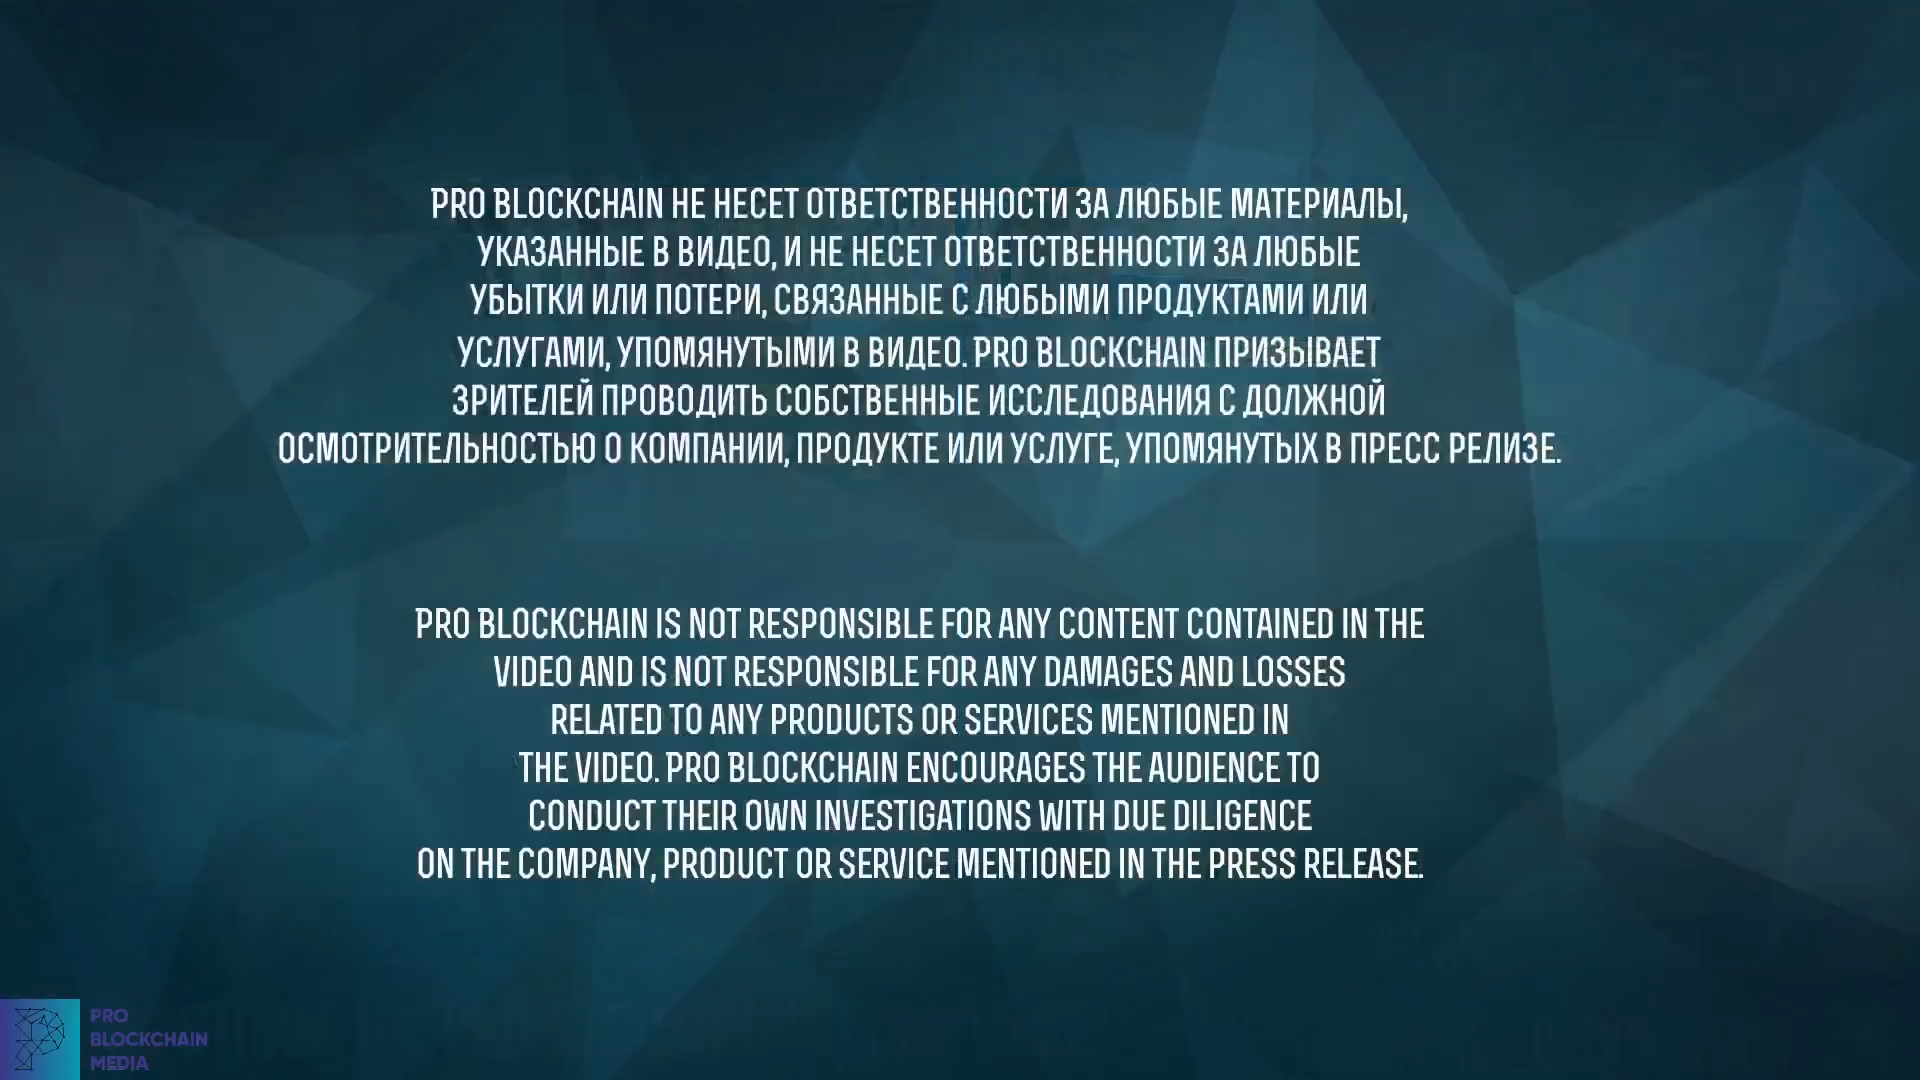 PRO BLOCKCHAIN НЕ НЕСЕТ ОТВЕТСТВЕННОСТИ ЗА ЛЮБЫЕ МАТЕРИАЛЫ,
УКАЗАННЫЕ В ВИДЕО, И НЕ НЕСЕТ ОТВЕТСТВЕННОСТИ ЗА ЛЮБЫЕ
УБЫТКИ ИЛИ ПОТЕРИ, СВЯЗАННЫЕ С ЛЮБЫМИ ПРОДУКТАМИ ИЛИ
УСЛУГАМИ, УПОМЯНУТЫМИ В ВИДЕО. PRO BLOCKCHAIN ПРИЗЫВАЕТ
ЗРИТЕЛЕЙ ПРОВОДИТЬ СОБСТВЕННЫЕ ИССЛЕДОВАНИЯ С ДОЛЖНОЙ
ОСМОТРИТЕЛЬНОСТЬЮ О КОМПАНИИ, ПРОДУКТЕ ИЛИ УСЛУГЕ, УПОМЯНУТЫХ В ПРЕСС РЕЛИЗЕ.
PRO BLOCKCHAIN IS NOT RESPONSIBLE FOR ANY CONTENT CONTAINED IN THE
VIDEO AND IS NOT RESPONSIBLE FOR ANY DAMAGES AND LOSSES
RELATED TO ANY PRODUCTS OR SERVICES MENTIONED IN
THE VIDEO. PRO BLOCKCHAIN ENCOURAGES THE AUDIENCE TO
CONDUCT THEIR OWN INVESTIGATIONS WITH DUE DILIGENCE
ON THE COMPANY, PRODUCT OR SERVICE MENTIONED IN THE PRESS RELEASE.
PRO
BLOCKCHAIN
MEDIA